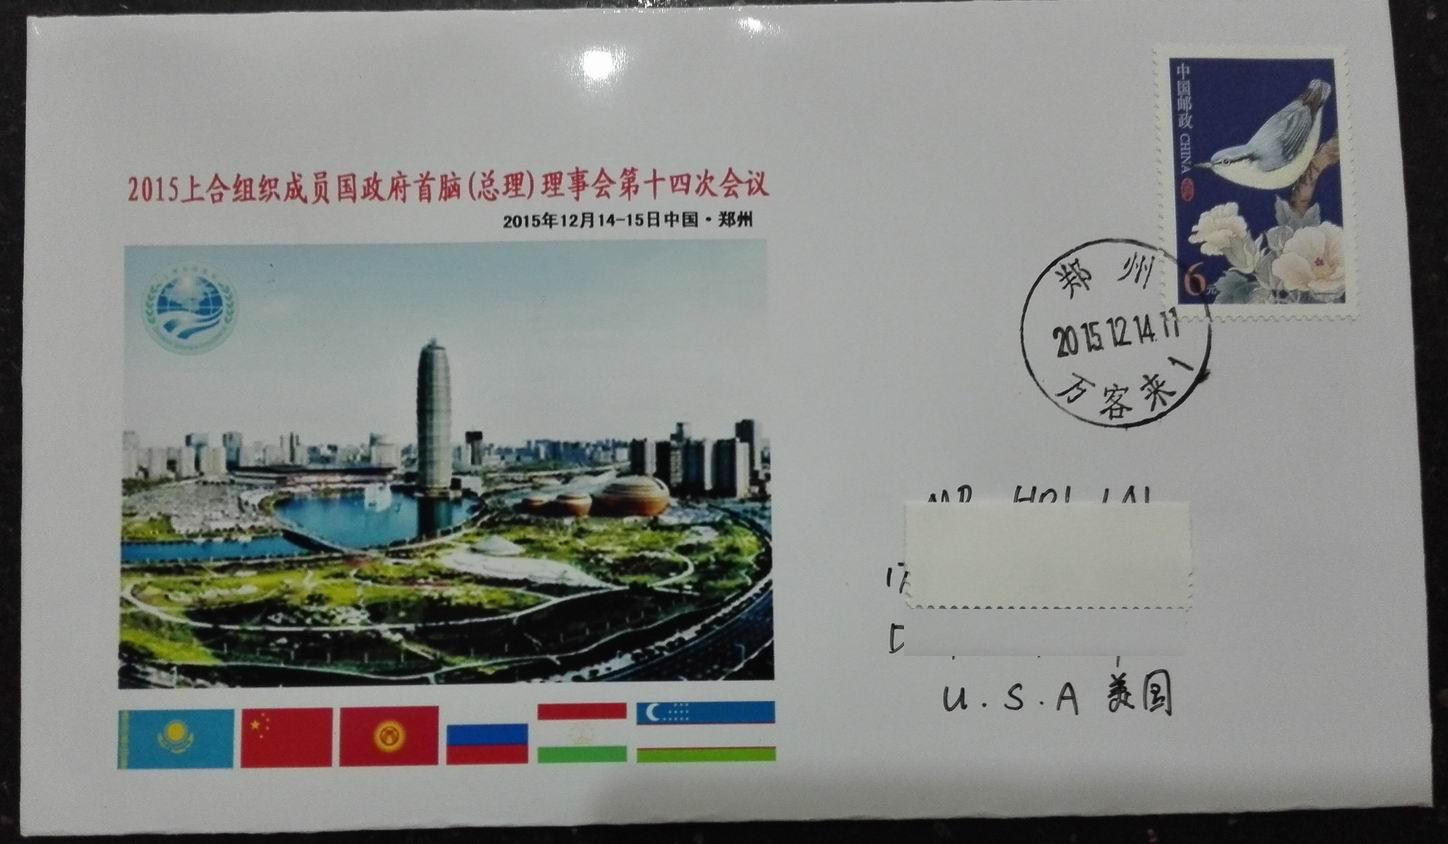 2015上合组织成员国政府首脑(总理)理事会第十四次会议
2015年12月14-15日中国·郑州
中国邮政 CHINA
6元
郑州
2015.12.14.11
万客来
1
U.S.A 美国